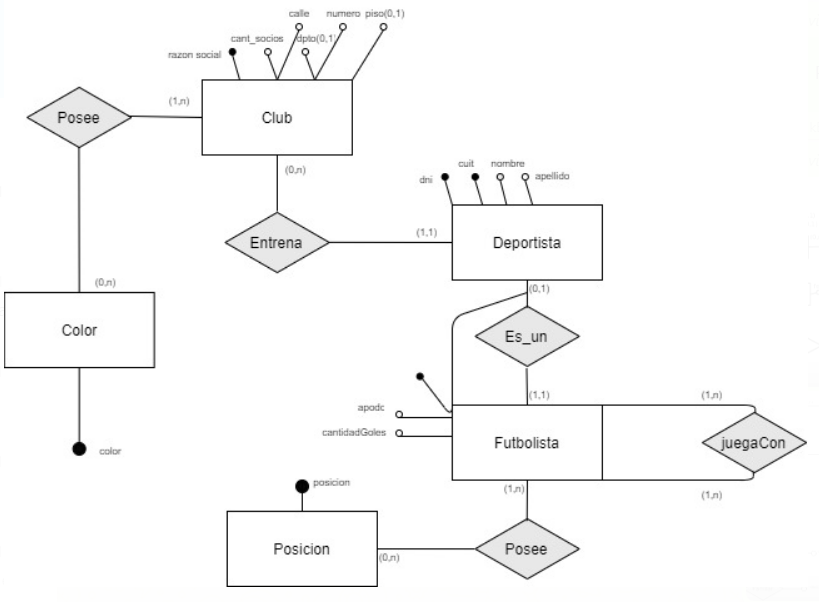 calle
numero
piso(0,1)
cant_socios
dpto(0,1)
razon social
(1,n)
Posee
Club
(0,n)
cuit
nombre
dni
apellido
(1,1)
Entrena
Deportista
(0,n)
(0,1)
Color
Es_un
(1,1)
(1,n)
apodc
cantidadGoles
Futbolista
juegaCon
color
posicion
(1,n)
(1,n)
Posicion
(0,n)
Posee